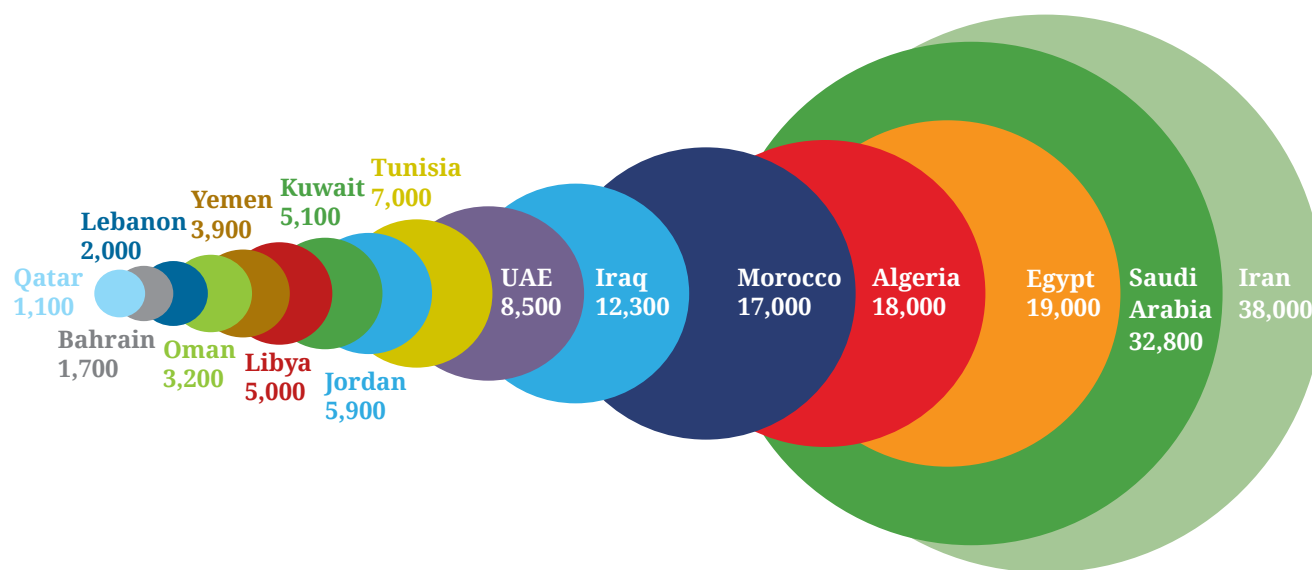 Qatar
1,100
Bahrain
1,700
Lebanon
2,000
Oman
3,200
Yemen
3,900
Libya
5,000
Kuwait
5,100
Jordan
5,900
Tunisia
7,000
UAE
8,500
Iraq
12,300
Morocco
17,000
Algeria
18,000
Egypt
19,000
Saudi
Arabia
32,800
Iran
38,000